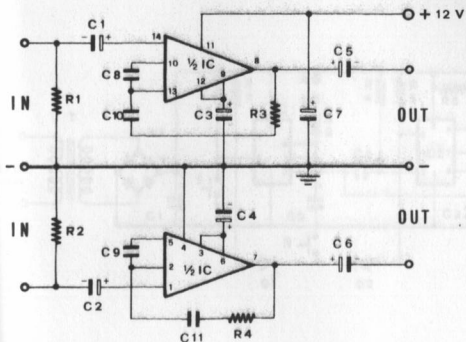 C1
14
11
+ 12 V
IN
C8
10
½ IC
8
C5
13
12
9
R1
C10
C3
R3
C7
OUT
-
C4
OUT
IN
R2
C9
5
3
6
½ IC
7
C6
2
1
C2
C11
R4